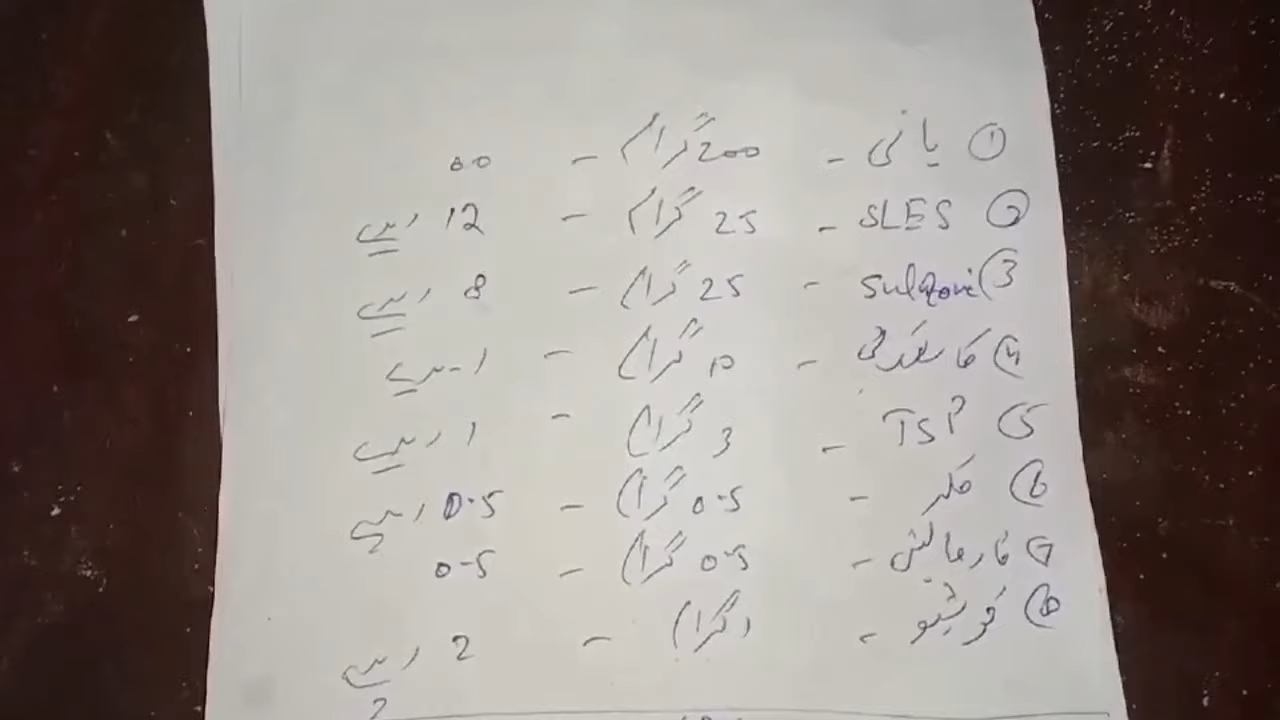 ① پانی - 200 گرام - 00
② SLES - 25 گرام - 12 روپے
③ Sulfonic - 25 گرام - 8 روپے
④ - 10 گرام - 1 روپے
⑤ TSP - 3 گرام - 1 روپے
⑥ کلر - 0.5 گرام - 0.5 روپے
⑦ فارمالین - 0.5 گرام - 0.5
⑧ خوشبو - 1 گرام - 2 روپے